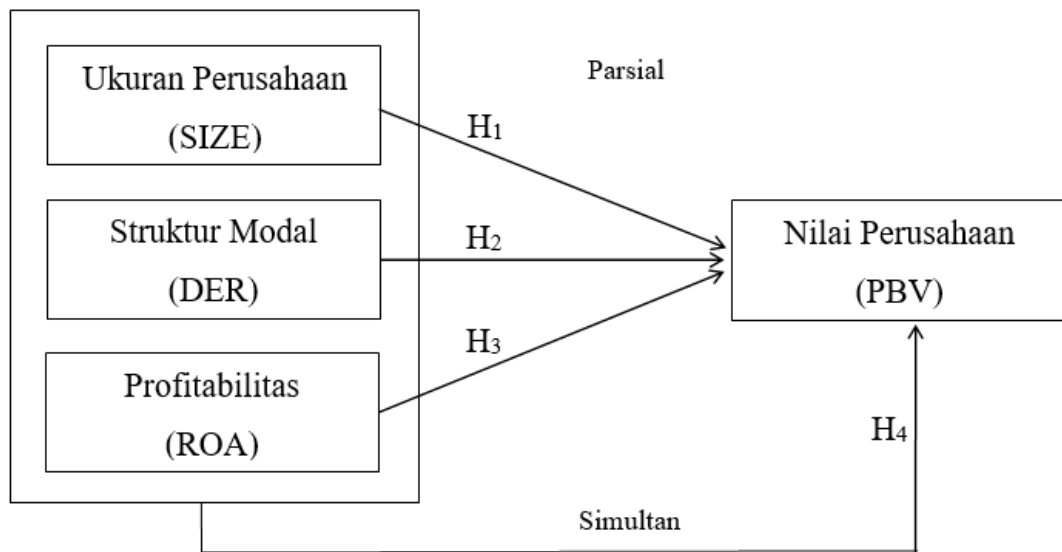 Ukuran Perusahaan
(SIZE)
Parsial
H1
Struktur Modal
(DER)
H2
Nilai Perusahaan
(PBV)
H3
Profitabilitas
(ROA)
H4
Simultan